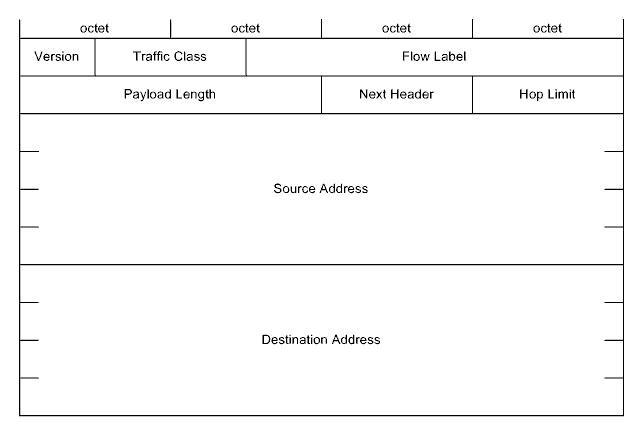 octet octet octet octet
Version Traffic Class Flow Label
Payload Length Next Header Hop Limit
Source Address
Destination Address